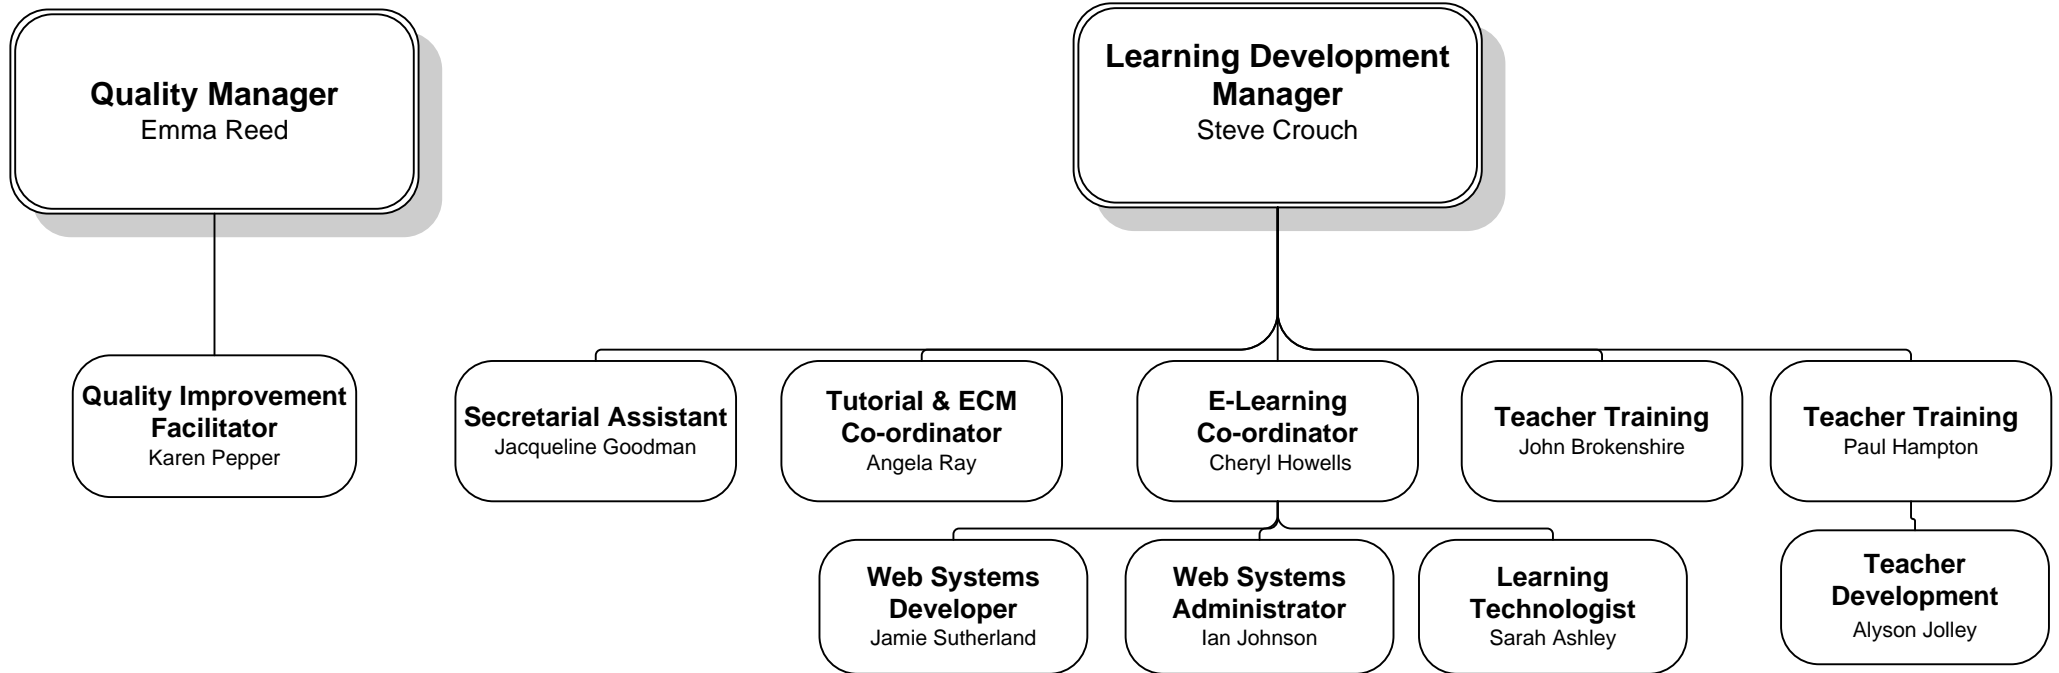 Quality Manager
Emma Reed
Learning Development
Manager
Steve Crouch
Quality Improvement
Facilitator
Karen Pepper
Secretarial Assistant
Jacqueline Goodman
Tutorial & ECM
Co-ordinator
Angela Ray
E-Learning
Co-ordinator
Cheryl Howells
Teacher Training
John Brokenshire
Teacher Training
Paul Hampton
Web Systems
Developer
Jamie Sutherland
Web Systems
Administrator
Ian Johnson
Learning
Technologist
Sarah Ashley
Teacher
Development
Alyson Jolley